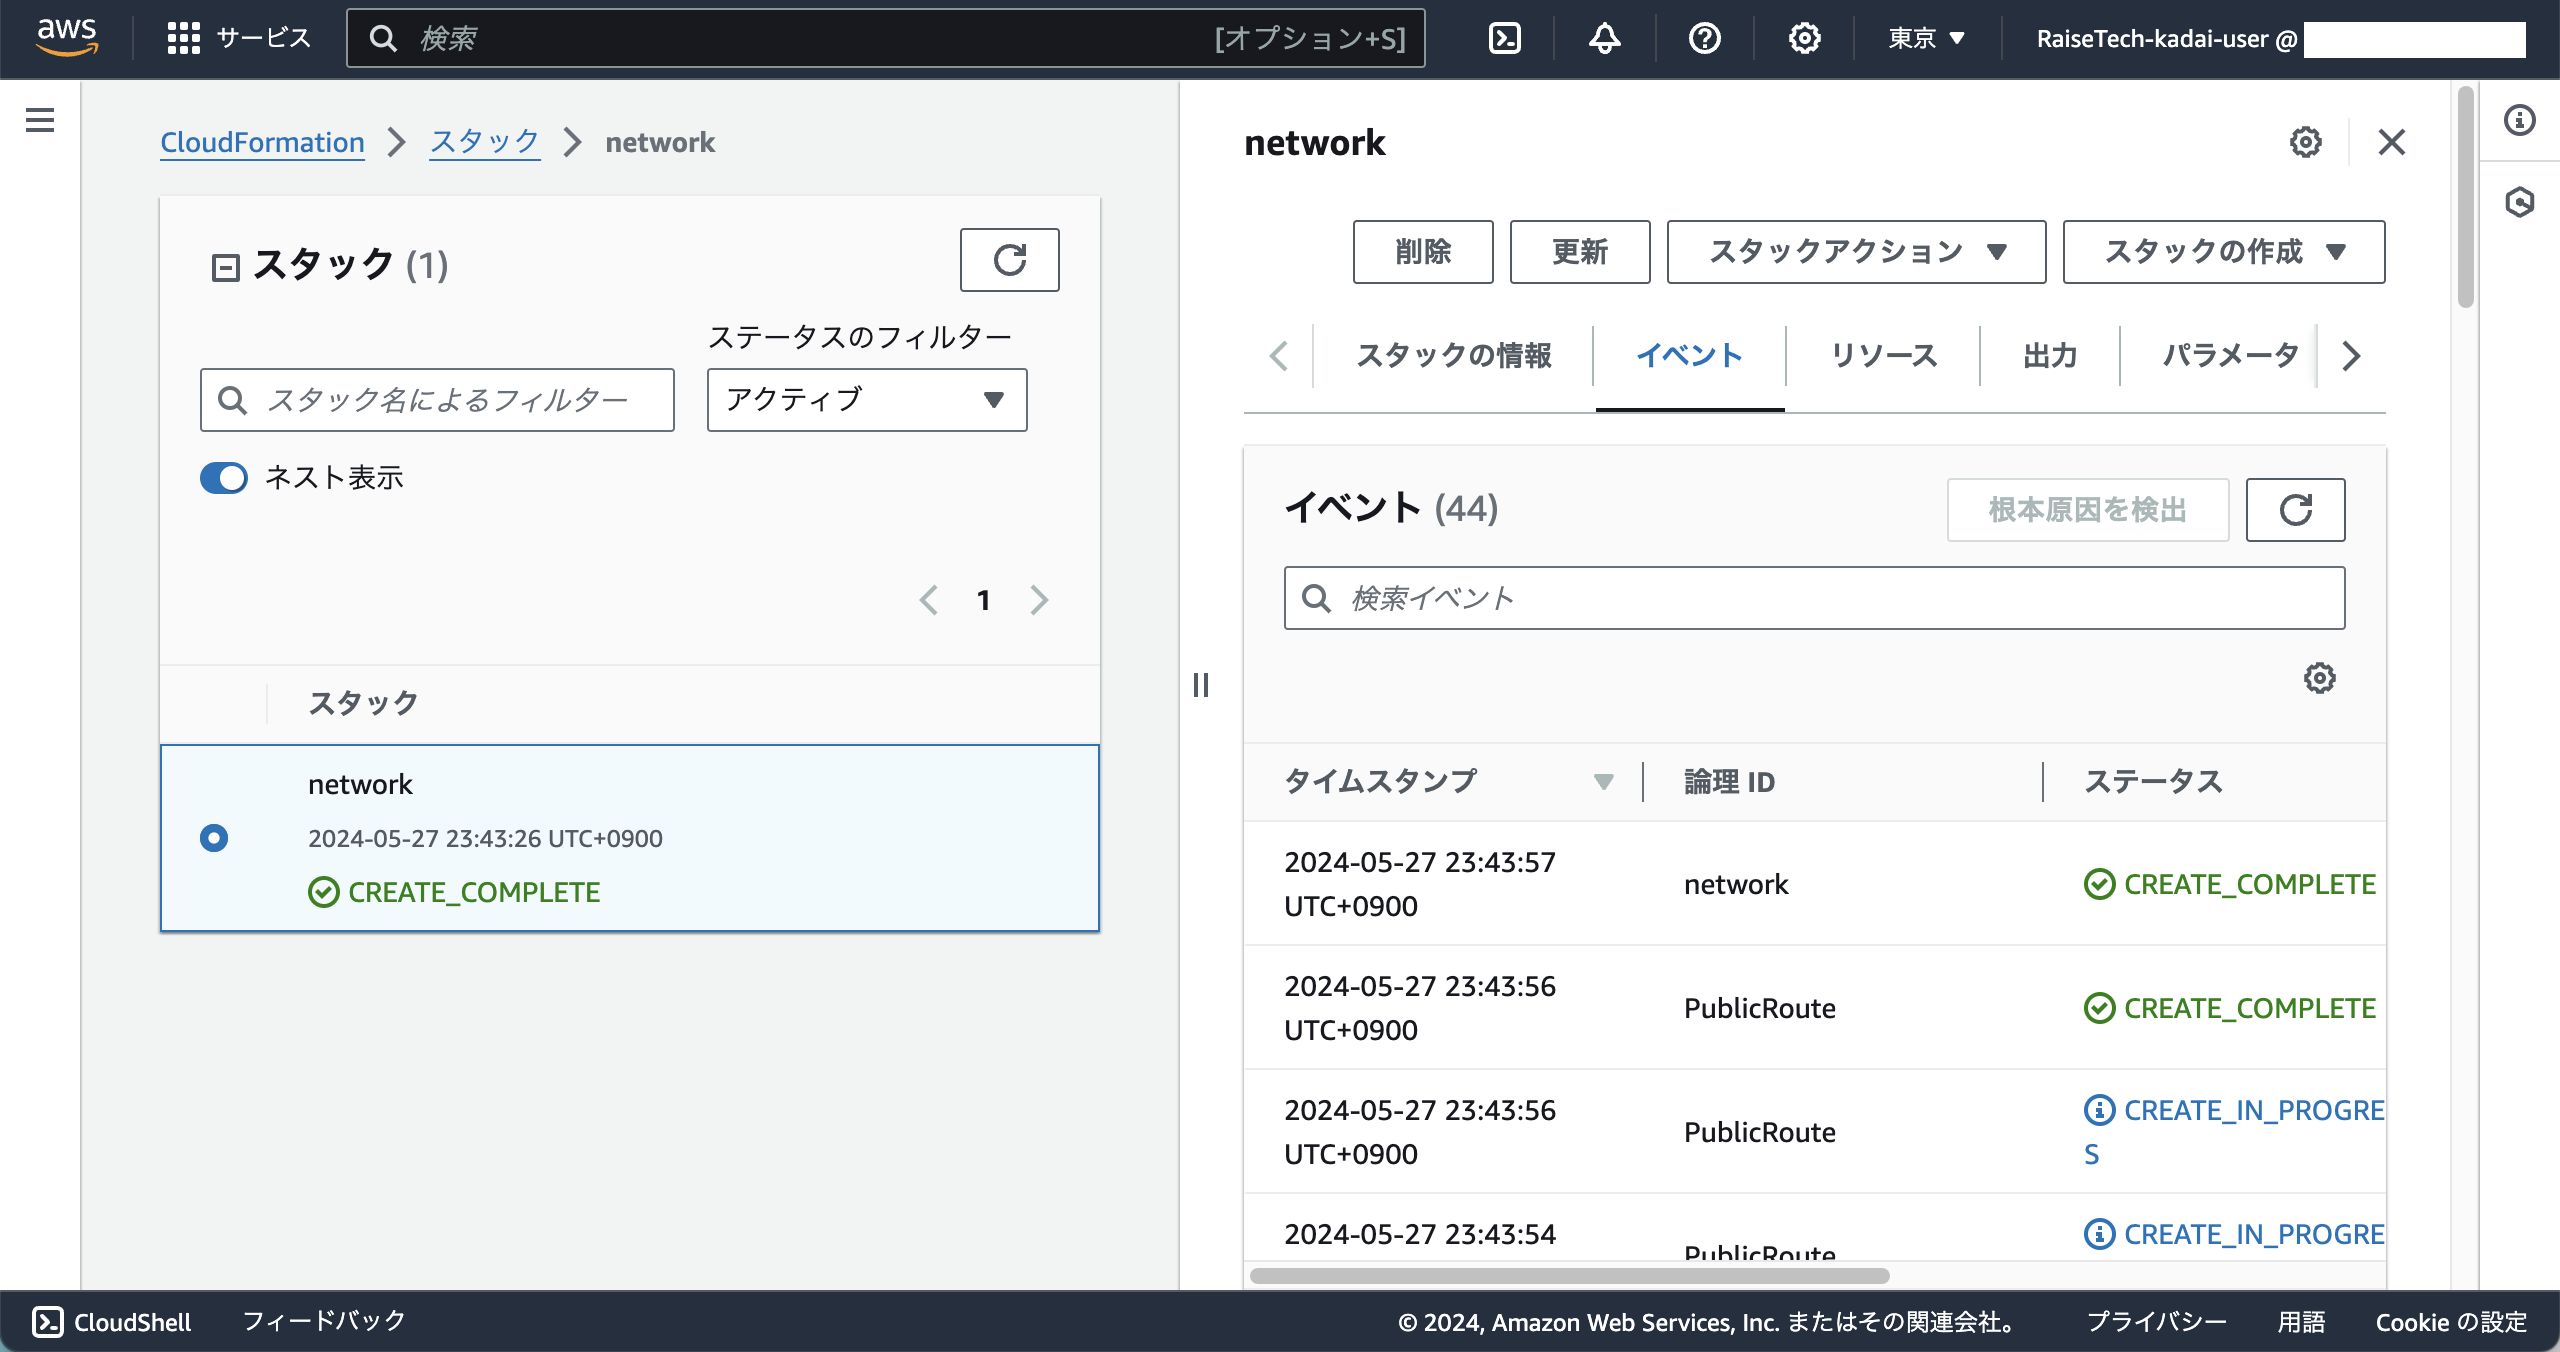 aws
サービス
検索
[オプション+S]
東京
RaiseTech-kadai-user @
CloudFormation
スタック
network
スタック (1)
ステータスのフィルター
スタック名によるフィルター
アクティブ
ネスト表示
1
スタック
network
2024-05-27 23:43:26 UTC+0900
CREATE_COMPLETE
network
削除
更新
スタックアクション
スタックの作成
スタックの情報
イベント
リソース
出力
パラメータ
イベント (44)
根本原因を検出
検索イベント
タイムスタンプ
論理 ID
ステータス
2024-05-27 23:43:57
UTC+0900
network
CREATE_COMPLETE
2024-05-27 23:43:56
UTC+0900
PublicRoute
CREATE_COMPLETE
2024-05-27 23:43:56
UTC+0900
PublicRoute
CREATE_IN_PROGRE
S
2024-05-27 23:43:54
PublicRoute
CREATE_IN_PROGRE
CloudShell
フィードバック
© 2024, Amazon Web Services, Inc. またはその関連会社。
プライバシー
用語
Cookie の設定